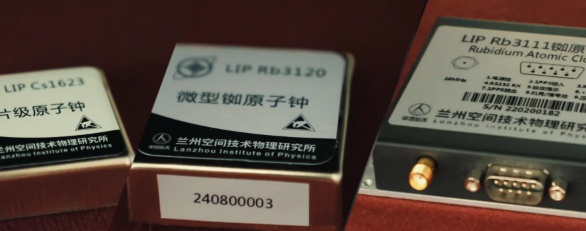 LIP Cs1623
片级原子钟
兰州空间技术物理研究所
Lanzhou Institute of Physics
LIP Rb3120
微型铷原子钟
兰州空间技术物理研究所
Lanzhou Institute of Physics
240800003
LIP Rb3111铷原
Rubidium Atomic Clo
S/N 220200182
兰州空间技术物理研究所
Lanzhou Institute of Physics